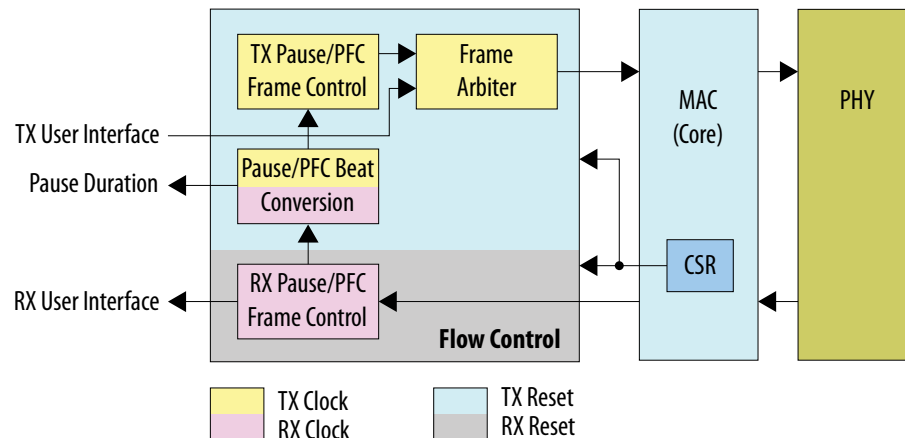 TX Pause/PFC
Frame Control
Frame
Arbiter
MAC
(Core)
PHY
TX User Interface
Pause Duration
Pause/PFC Beat
Conversion
CSR
RX User Interface
RX Pause/PFC
Frame Control
Flow Control
TX Clock
RX Clock
TX Reset
RX Reset